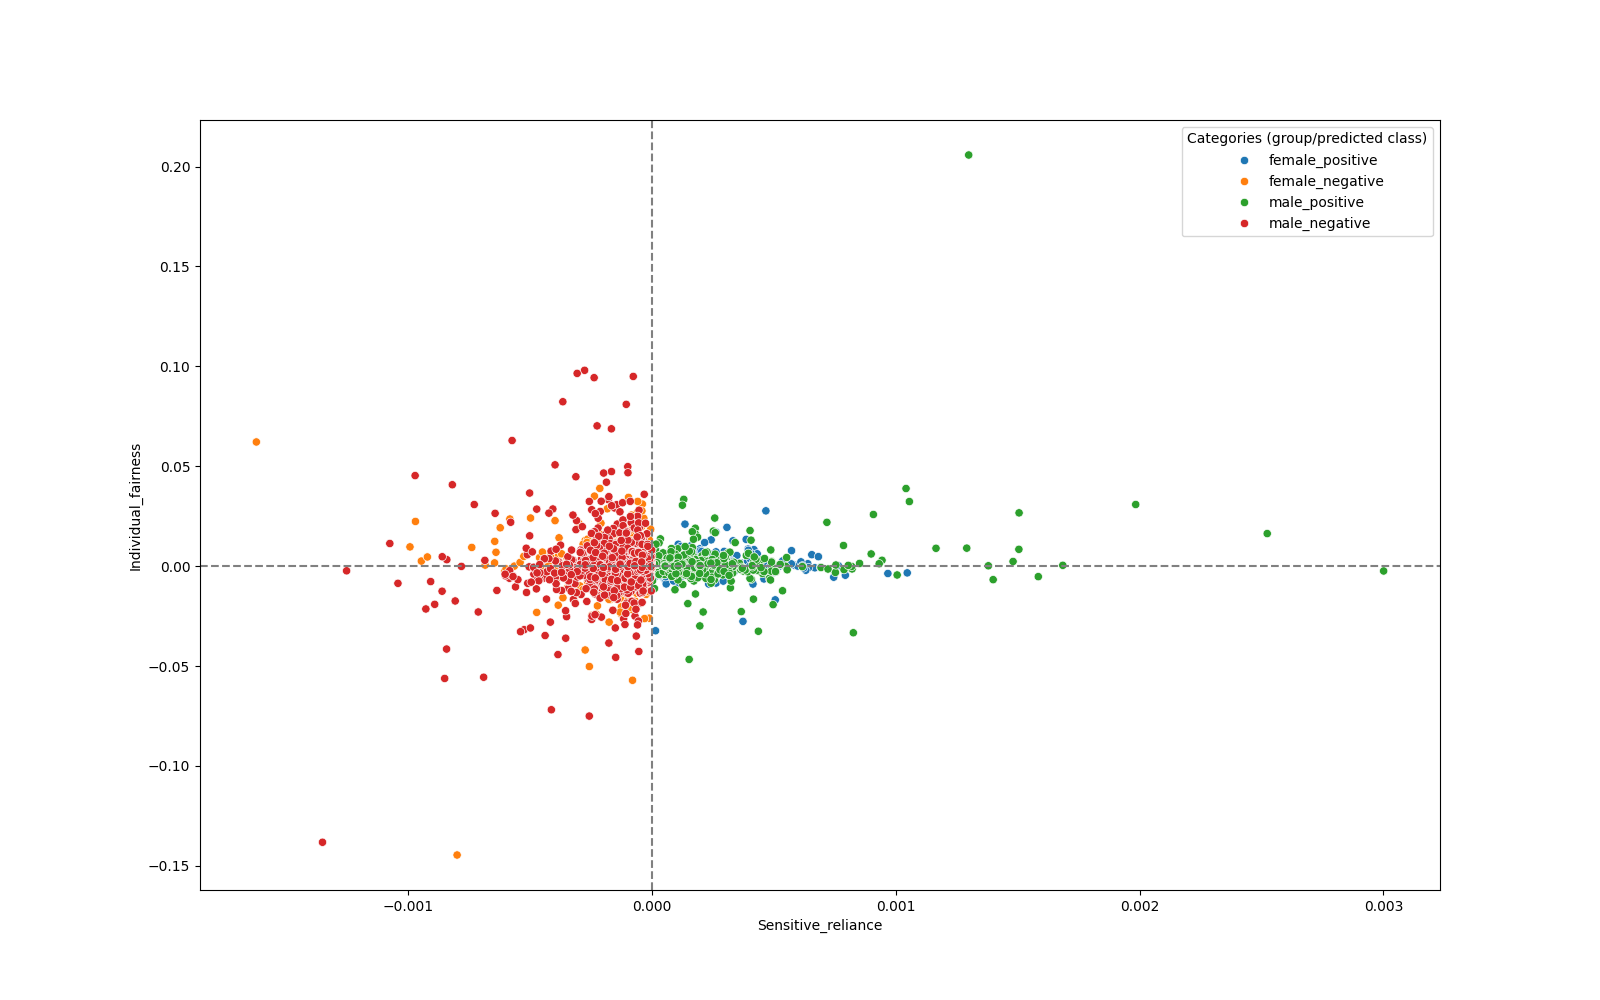 Categories (group/predicted class)
female_positive
female_negative
male_positive
male_negative
0.20
0.15
0.10
0.05
0.00
−0.05
−0.10
−0.15
Individual_fairness
−0.001
0.000
0.001
0.002
0.003
Sensitive_reliance